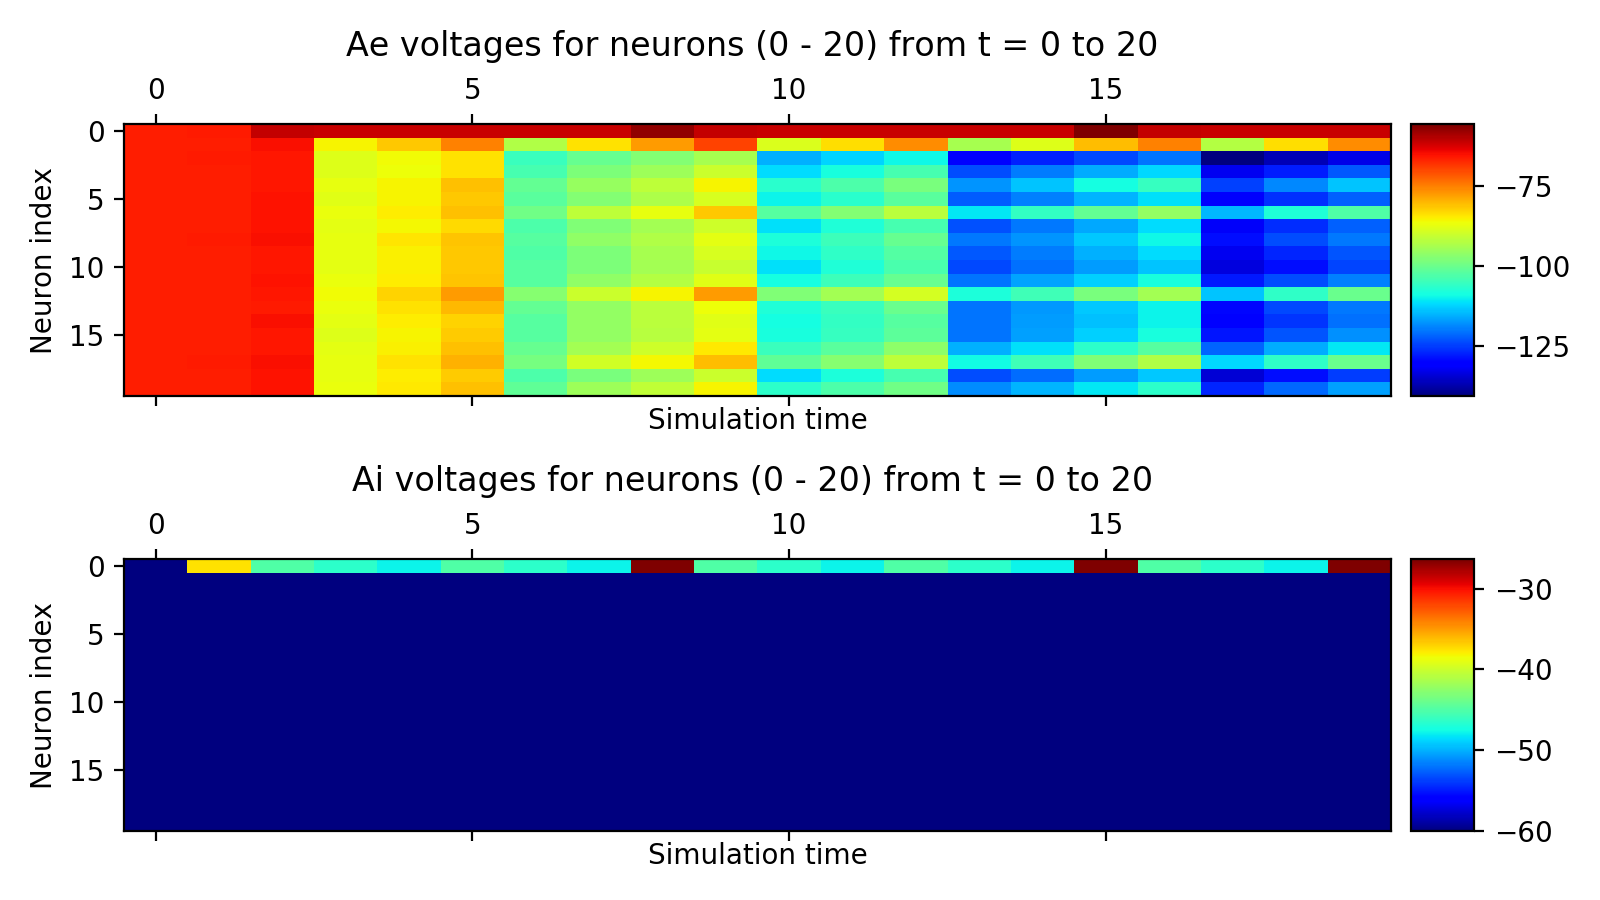 Ae voltages for neurons (0 - 20) from t = 0 to 20
0 5 10 15
0
5
10
15
Neuron index
Simulation time
−75
−100
−125
Ai voltages for neurons (0 - 20) from t = 0 to 20
0 5 10 15
0
5
10
15
Neuron index
Simulation time
−30
−40
−50
−60